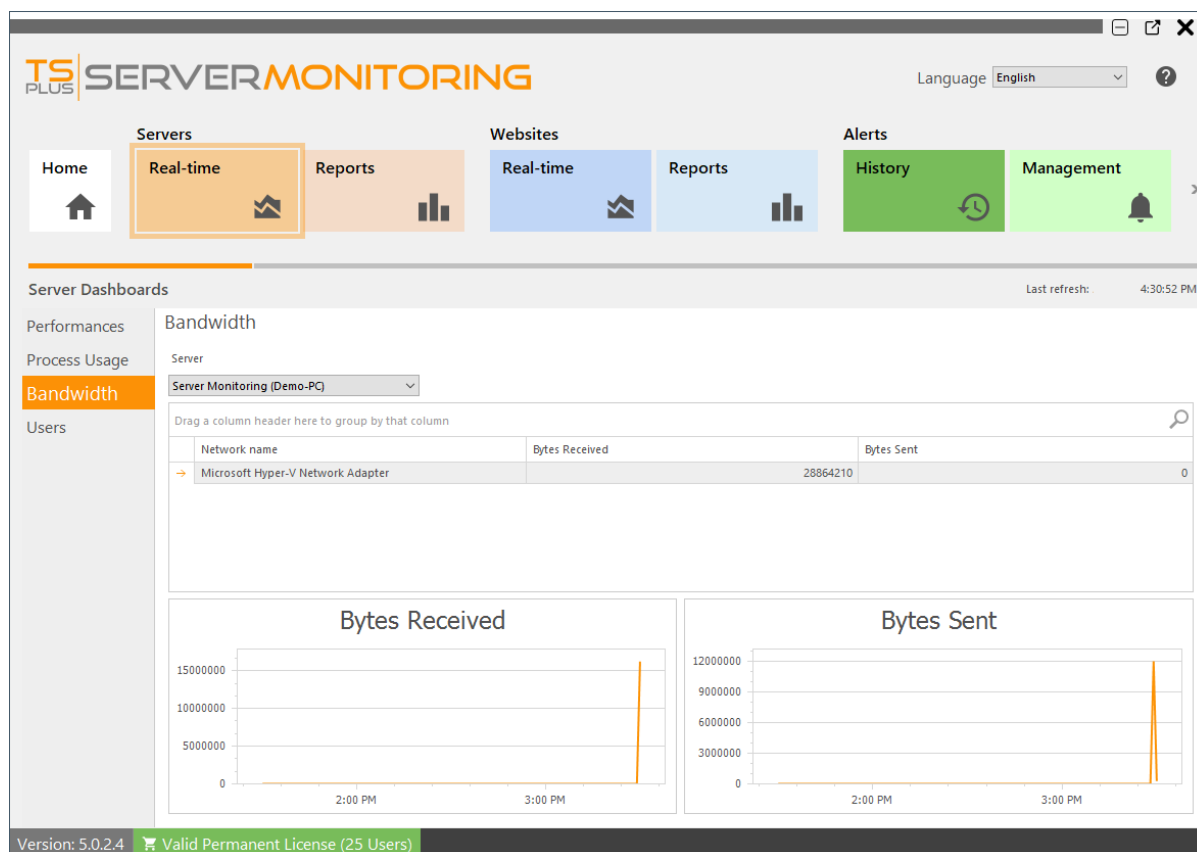 TS PLUS SERVERMONITORING
Language English
Servers Websites Alerts
Home Real-time Reports Real-time Reports History Management
Server Dashboards Last refresh: 4:30:52 PM
Performances
Process Usage
Bandwidth
Users
Bandwidth
Server
Server Monitoring (Demo-PC)
Drag a column header here to group by that column
Network name Bytes Received Bytes Sent
Microsoft Hyper-V Network Adapter 28864210 0
Bytes Received
15000000
10000000
5000000
0
2:00 PM 3:00 PM
Bytes Sent
12000000
9000000
6000000
3000000
0
2:00 PM 3:00 PM
Version: 5.0.2.4 Valid Permanent License (25 Users)